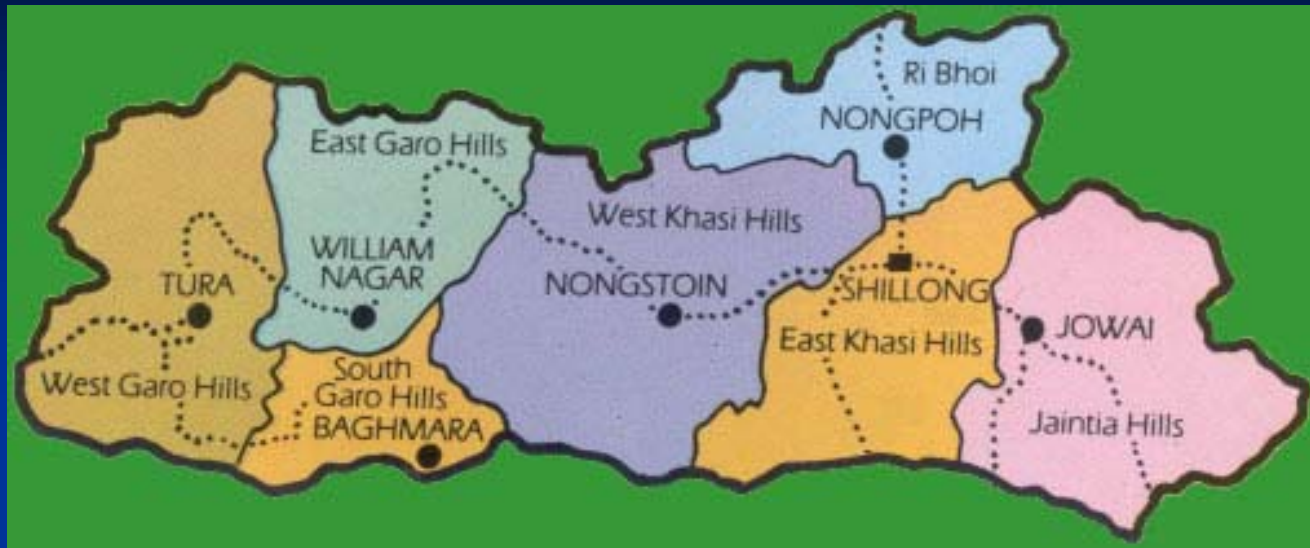 Ri Bhoi
NONGPOH
East Garo Hills
West Khasi Hills
WILLIAM
NAGAR
TURA
NONGSTOIN
SHILLONG
JOWAI
East Khasi Hills
West Garo Hills
South
Garo Hills
BAGHMARA
Jaintia Hills